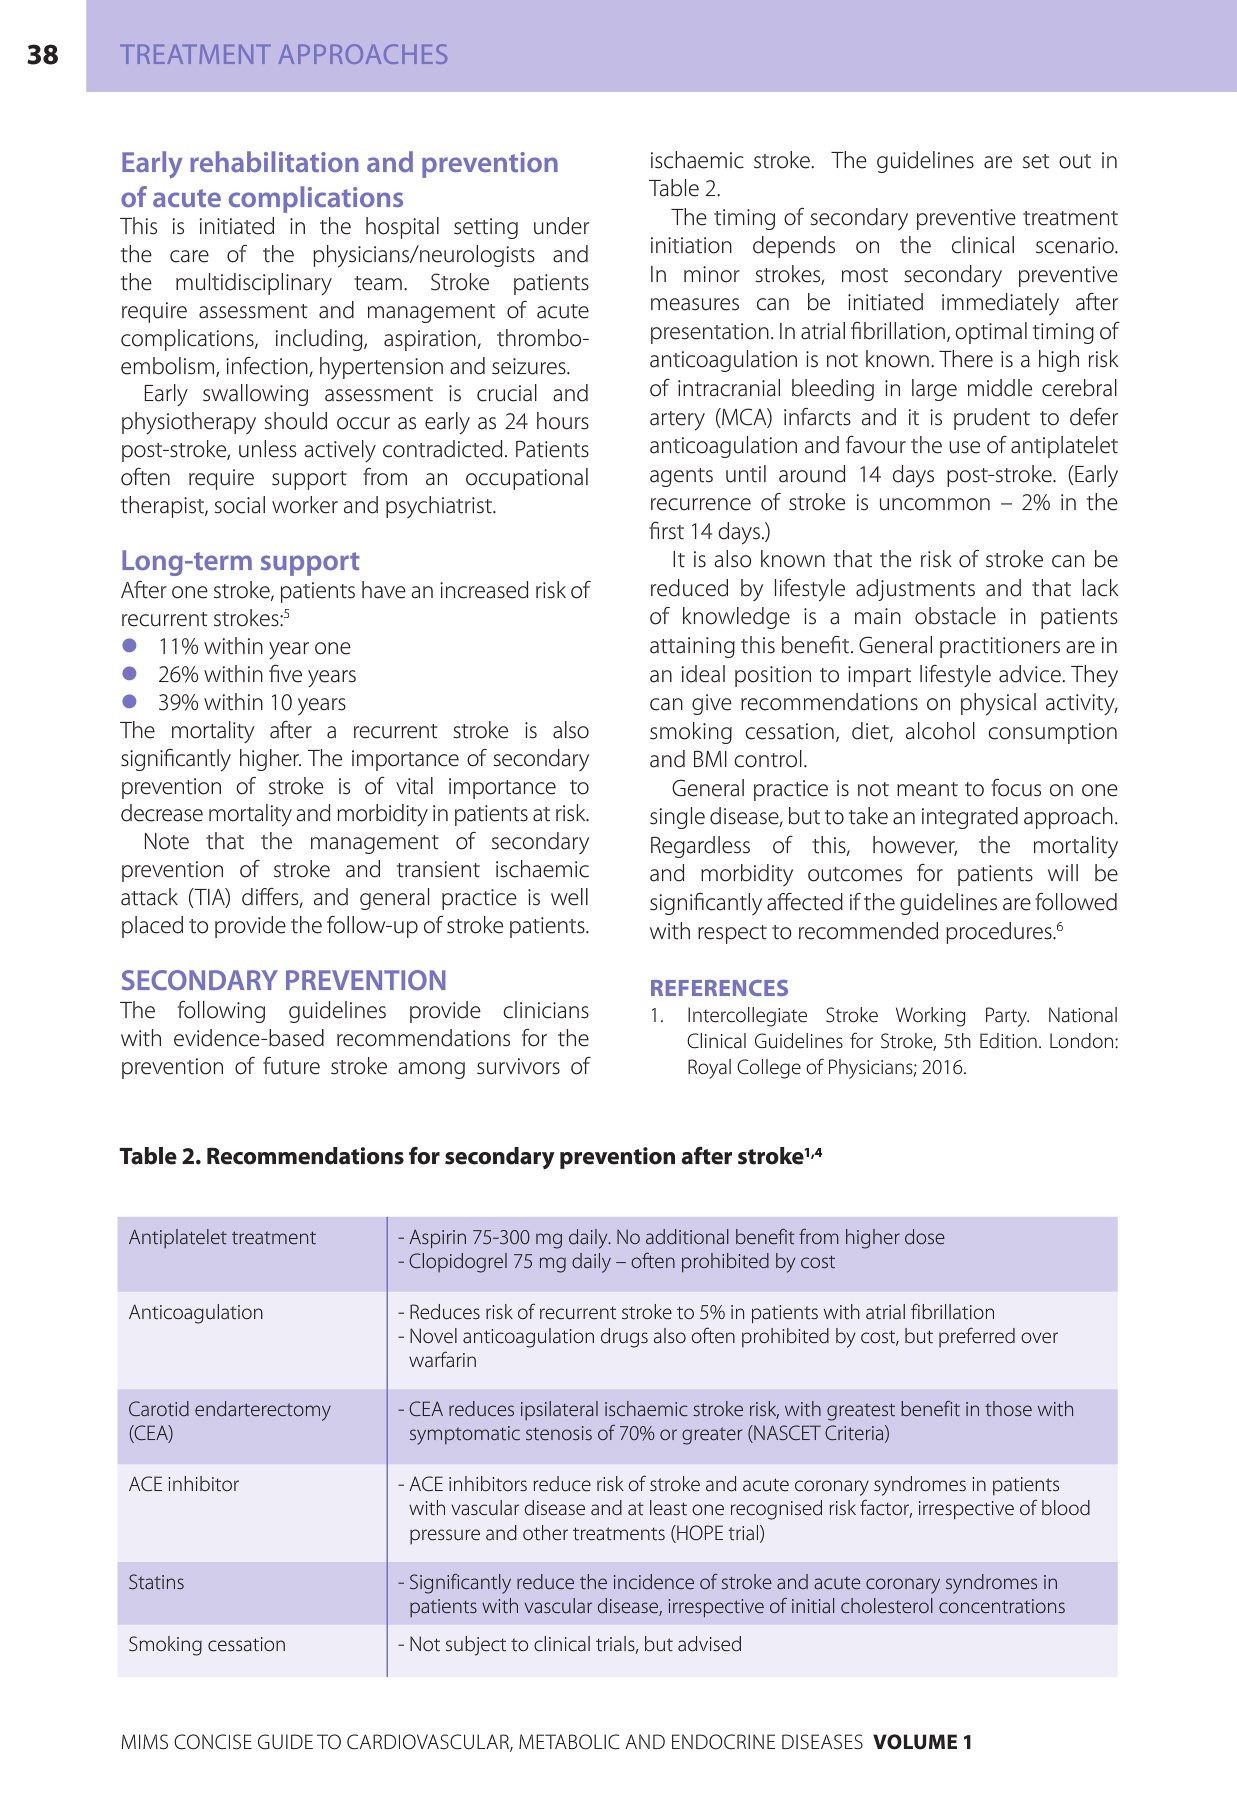 38
TREATMENT APPROACHES
Early rehabilitation and prevention
of acute complications
This is initiated in the hospital setting under
the care of the physicians/neurologists and
the multidisciplinary team. Stroke patients
require assessment and management of acute
complications, including, aspiration, thrombo-
embolism, infection, hypertension and seizures.
Early swallowing assessment is crucial and
physiotherapy should occur as early as 24 hours
post-stroke, unless actively contradicted. Patients
often require support from an occupational
therapist, social worker and psychiatrist.
Long-term support
After one stroke, patients have an increased risk of
recurrent strokes:5
● 11% within year one
● 26% within five years
● 39% within 10 years
The mortality after a recurrent stroke is also
significantly higher. The importance of secondary
prevention of stroke is of vital importance to
decrease mortality and morbidity in patients at risk.
Note that the management of secondary
prevention of stroke and transient ischaemic
attack (TIA) differs, and general practice is well
placed to provide the follow-up of stroke patients.
SECONDARY PREVENTION
The following guidelines provide clinicians
with evidence-based recommendations for the
prevention of future stroke among survivors of
ischaemic stroke. The guidelines are set out in
Table 2.
The timing of secondary preventive treatment
initiation depends on the clinical scenario.
In minor strokes, most secondary preventive
measures can be initiated immediately after
presentation. In atrial fibrillation, optimal timing of
anticoagulation is not known. There is a high risk
of intracranial bleeding in large middle cerebral
artery (MCA) infarcts and it is prudent to defer
anticoagulation and favour the use of antiplatelet
agents until around 14 days post-stroke. (Early
recurrence of stroke is uncommon – 2% in the
first 14 days.)
It is also known that the risk of stroke can be
reduced by lifestyle adjustments and that lack
of knowledge is a main obstacle in patients
attaining this benefit. General practitioners are in
an ideal position to impart lifestyle advice. They
can give recommendations on physical activity,
smoking cessation, diet, alcohol consumption
and BMI control.
General practice is not meant to focus on one
single disease, but to take an integrated approach.
Regardless of this, however, the mortality
and morbidity outcomes for patients will be
significantly affected if the guidelines are followed
with respect to recommended procedures.6
REFERENCES
1. Intercollegiate Stroke Working Party. National
Clinical Guidelines for Stroke, 5th Edition. London:
Royal College of Physicians; 2016.
Table 2. Recommendations for secondary prevention after stroke1,4
Antiplatelet treatment
- Aspirin 75-300 mg daily. No additional benefit from higher dose
- Clopidogrel 75 mg daily – often prohibited by cost
Anticoagulation
- Reduces risk of recurrent stroke to 5% in patients with atrial fibrillation
- Novel anticoagulation drugs also often prohibited by cost, but preferred over
warfarin
Carotid endarterectomy
(CEA)
- CEA reduces ipsilateral ischaemic stroke risk, with greatest benefit in those with
symptomatic stenosis of 70% or greater (NASCET Criteria)
ACE inhibitor
- ACE inhibitors reduce risk of stroke and acute coronary syndromes in patients
with vascular disease and at least one recognised risk factor, irrespective of blood
pressure and other treatments (HOPE trial)
Statins
- Significantly reduce the incidence of stroke and acute coronary syndromes in
patients with vascular disease, irrespective of initial cholesterol concentrations
Smoking cessation
- Not subject to clinical trials, but advised
MIMS CONCISE GUIDE TO CARDIOVASCULAR, METABOLIC AND ENDOCRINE DISEASES VOLUME 1